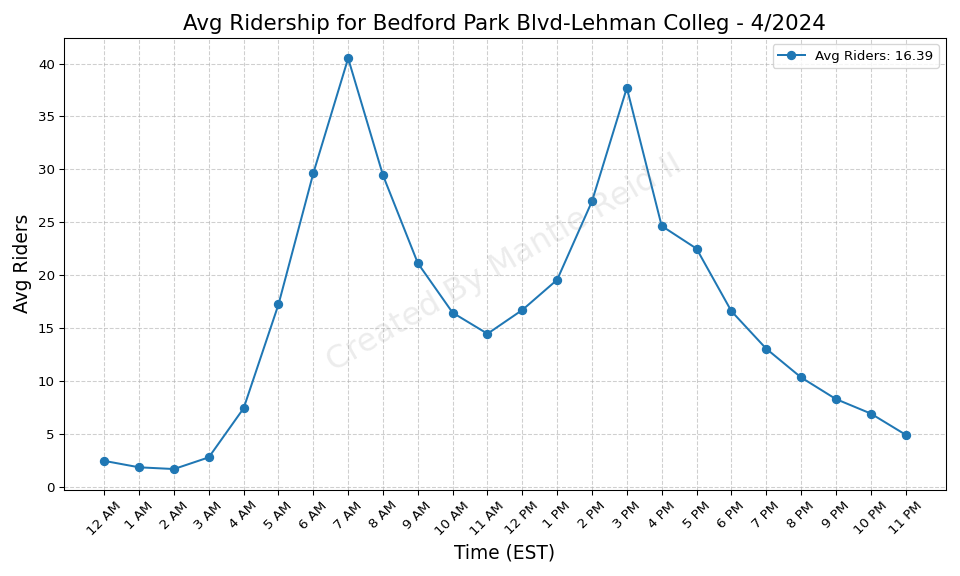 Avg Ridership for Bedford Park Blvd-Lehman Colleg - 4/2024
Avg Riders: 16.39
Avg Riders
40
35
30
25
20
15
10
5
0
Created By Mantie Reid II
12 AM
1 AM
2 AM
3 AM
4 AM
5 AM
6 AM
7 AM
8 AM
9 AM
10 AM
11 AM
12 PM
1 PM
2 PM
3 PM
4 PM
5 PM
6 PM
7 PM
8 PM
9 PM
10 PM
11 PM
Time (EST)